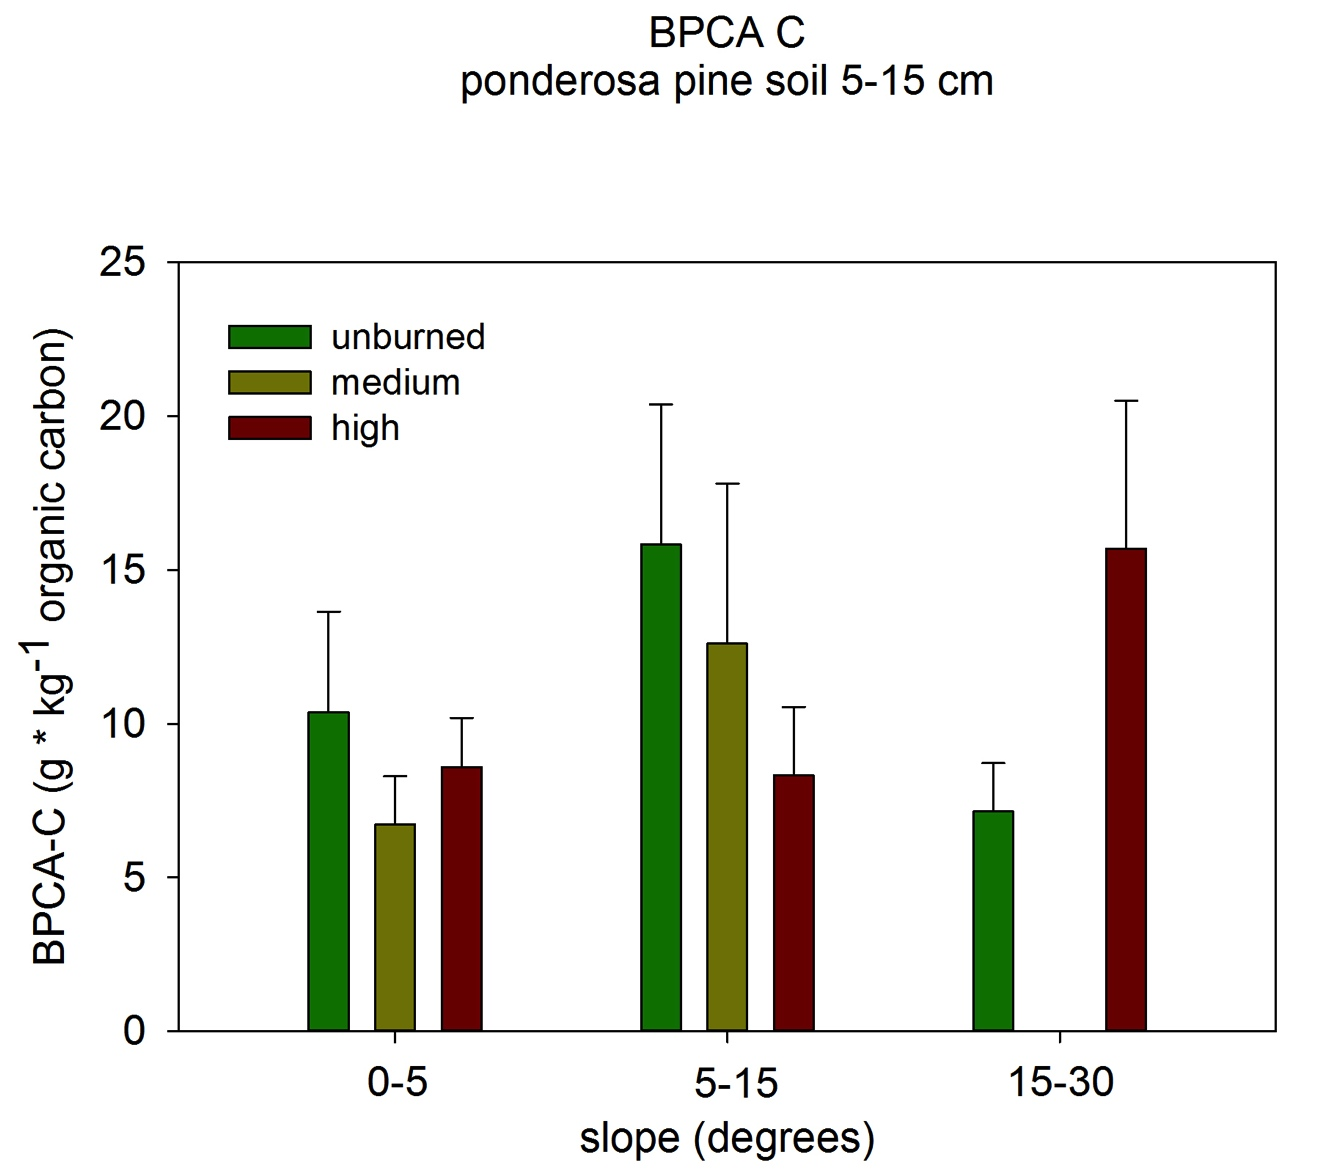 BPCA C
ponderosa pine soil 5-15 cm
BPCA-C (g * kg⁻¹ organic carbon)
25
20
15
10
5
0
unburned
medium
high
0-5
5-15
15-30
slope (degrees)